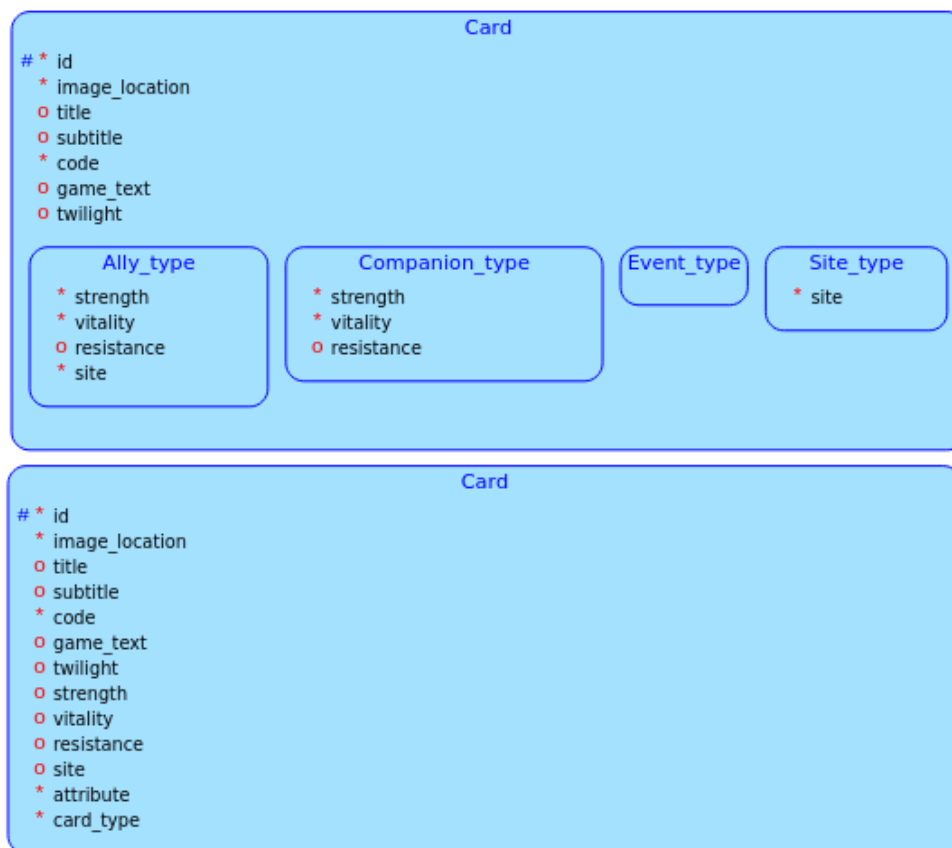 Card
# * id
* image_location
o title
o subtitle
* code
o game_text
o twilight
Ally_type
* strength
* vitality
o resistance
* site
Companion_type
* strength
* vitality
o resistance
Event_type
Site_type
* site
Card
# * id
* image_location
o title
o subtitle
* code
o game_text
o twilight
o strength
o vitality
o resistance
o site
* attribute
* card_type